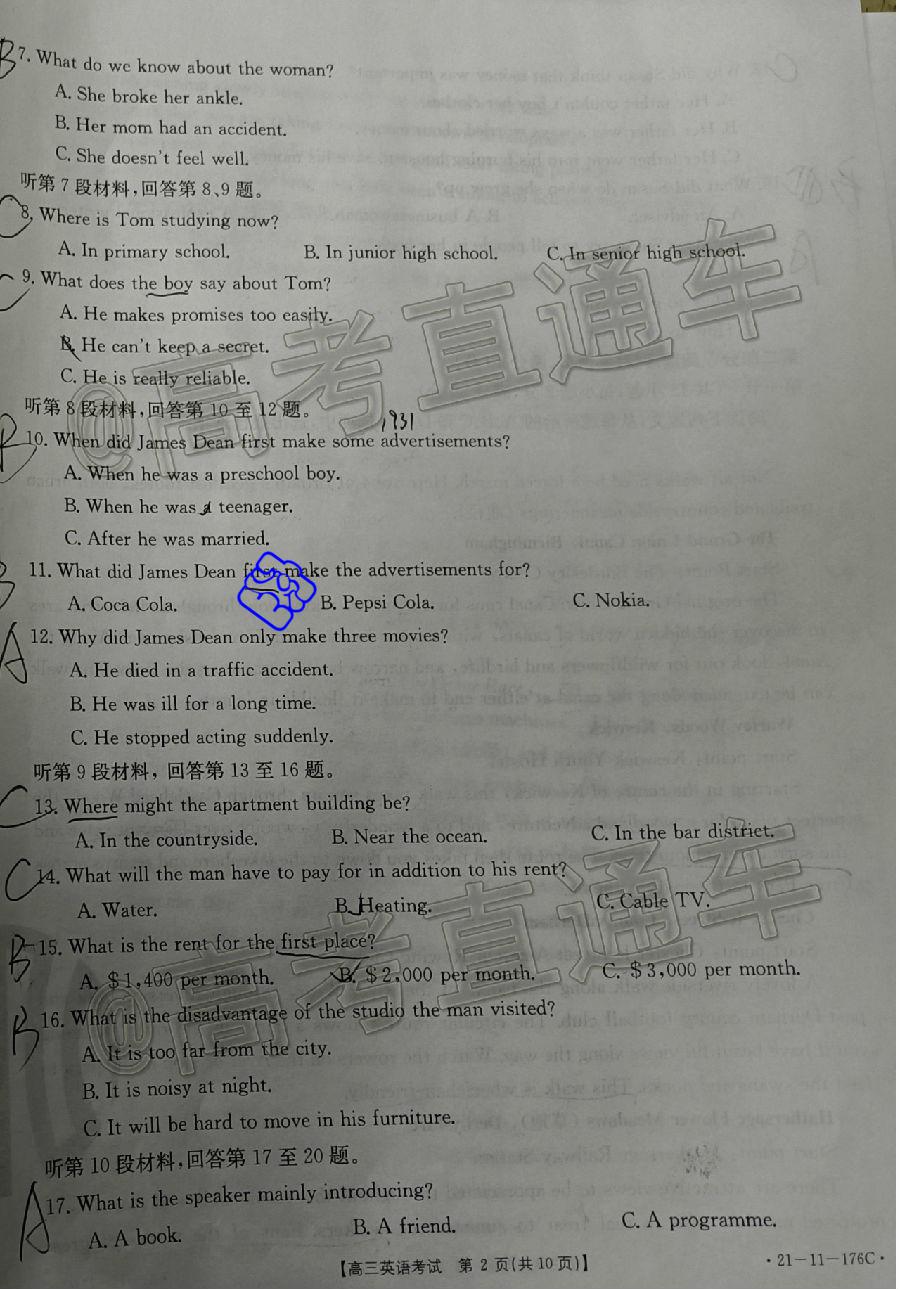 B 7. What do we know about the woman?
A. She broke her ankle.
B. Her mom had an accident.
C. She doesn't feel well.
听第7段材料,回答第8、9题。
C 8. Where is Tom studying now?
A. In primary school. B. In junior high school. C. In senior high school.
9. What does the boy say about Tom?
A. He makes promises too easily.
B. He can't keep a secret.
C. He is really reliable.
听第8段材料,回答第10至12题。
1931
B 10. When did James Dean first make some advertisements?
A. When he was a preschool boy.
B. When he was a teenager.
C. After he was married.
B 11. What did James Dean first make the advertisements for?
A. Coca Cola. B. Pepsi Cola. C. Nokia.
A 12. Why did James Dean only make three movies?
A. He died in a traffic accident.
B. He was ill for a long time.
C. He stopped acting suddenly.
听第9段材料,回答第13至16题。
C 13. Where might the apartment building be?
A. In the countryside. B. Near the ocean. C. In the bar district.
C 14. What will the man have to pay for in addition to his rent?
A. Water. B. Heating. C. Cable TV.
B 15. What is the rent for the first place?
A. $1,400 per month. B. $2,000 per month. C. $3,000 per month.
B 16. What is the disadvantage of the studio the man visited?
A. It is too far from the city.
B. It is noisy at night.
C. It will be hard to move in his furniture.
听第10段材料,回答第17至20题。
A 17. What is the speaker mainly introducing?
A. A book. B. A friend. C. A programme.
【高三英语考试 第2页(共10页)】 ·21-11-176C·
@高考直通车
@高考直通车